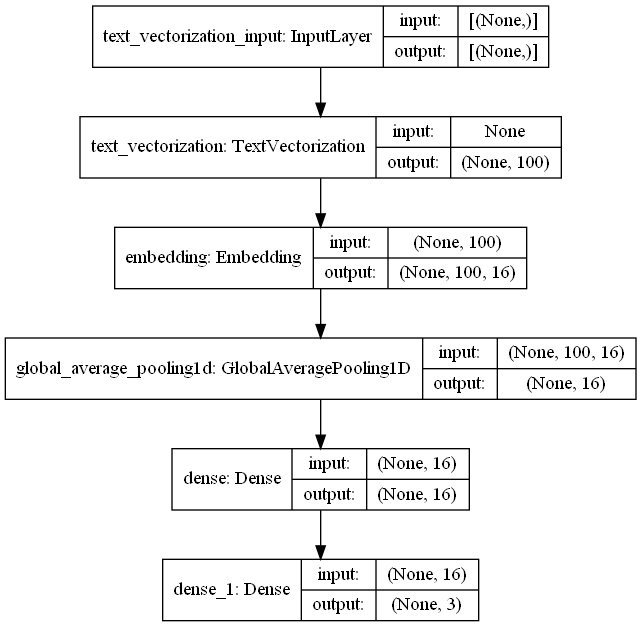 text_vectorization_input: InputLayer
input: [(None,)]
output: [(None,)]
text_vectorization: TextVectorization
input: None
output: (None, 100)
embedding: Embedding
input: (None, 100)
output: (None, 100, 16)
global_average_pooling1d: GlobalAveragePooling1D
input: (None, 100, 16)
output: (None, 16)
dense: Dense
input: (None, 16)
output: (None, 16)
dense_1: Dense
input: (None, 16)
output: (None, 3)